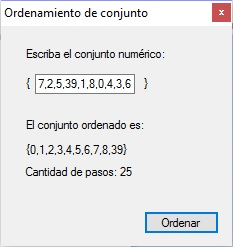 Ordenamiento de conjunto x
Escriba el conjunto numérico:
{ 7,2,5,39,1,8,0,4,3,6 }
El conjunto ordenado es:
{0,1,2,3,4,5,6,7,8,39}
Cantidad de pasos: 25
Ordenar